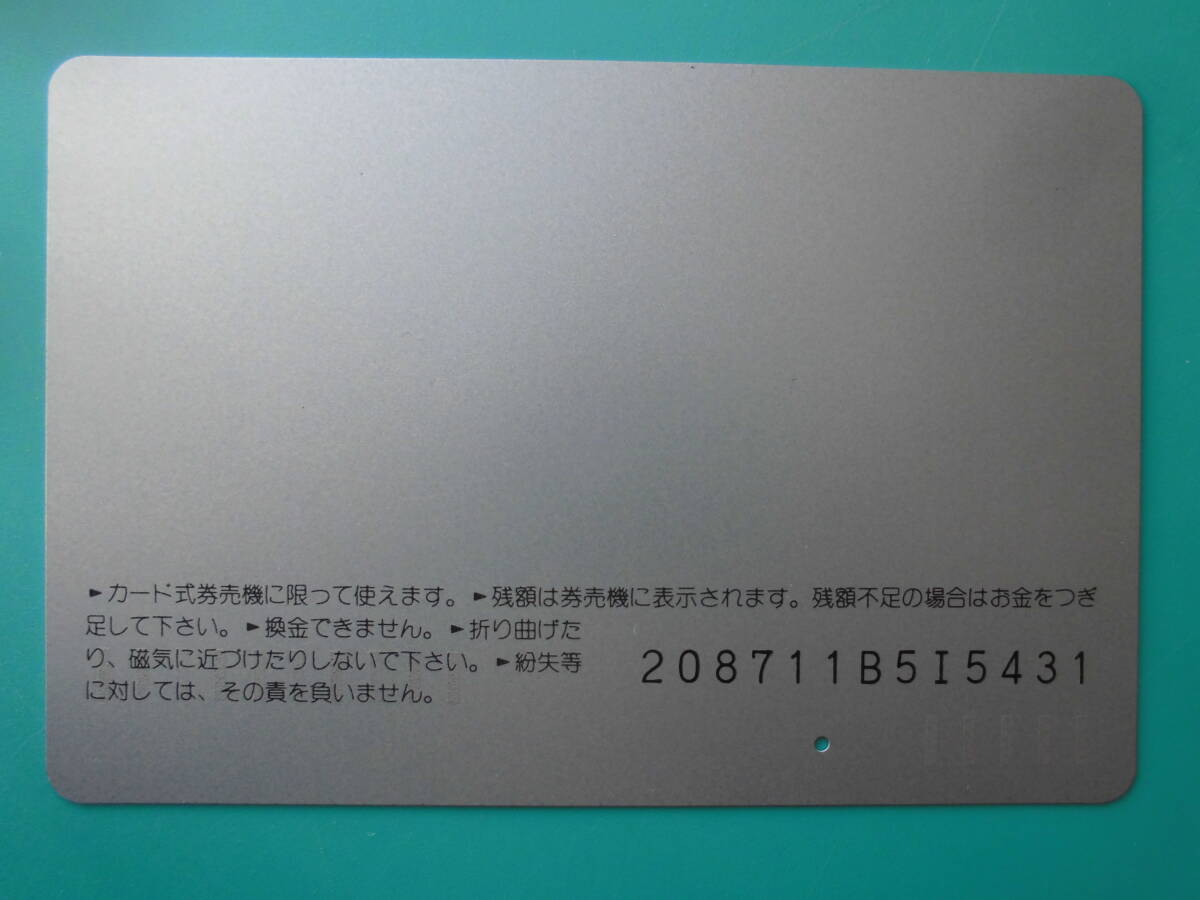 ►カード式券売機に限って使えます。►残額は券売機に表示されます。残額不足の場合はお金をつぎ
足して下さい。►換金できません。►折り曲げた
り、磁気に近づけたりしないで下さい。►紛失等
に対しては、その責を負いません。
208711B5I5431